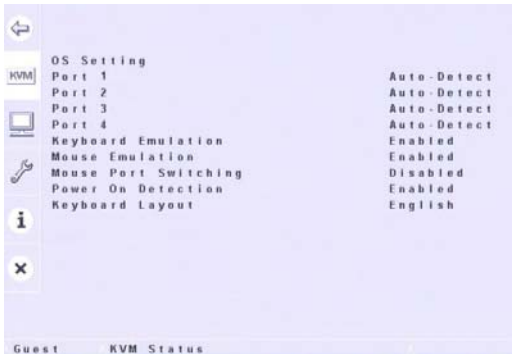 OS Setting
KVM
Port 1 Auto-Detect
Port 2 Auto-Detect
Port 3 Auto-Detect
Port 4 Auto-Detect
Keyboard Emulation Enabled
Mouse Emulation Enabled
Mouse Port Switching Disabled
Power On Detection Enabled
Keyboard Layout English
i
Guest KVM Status